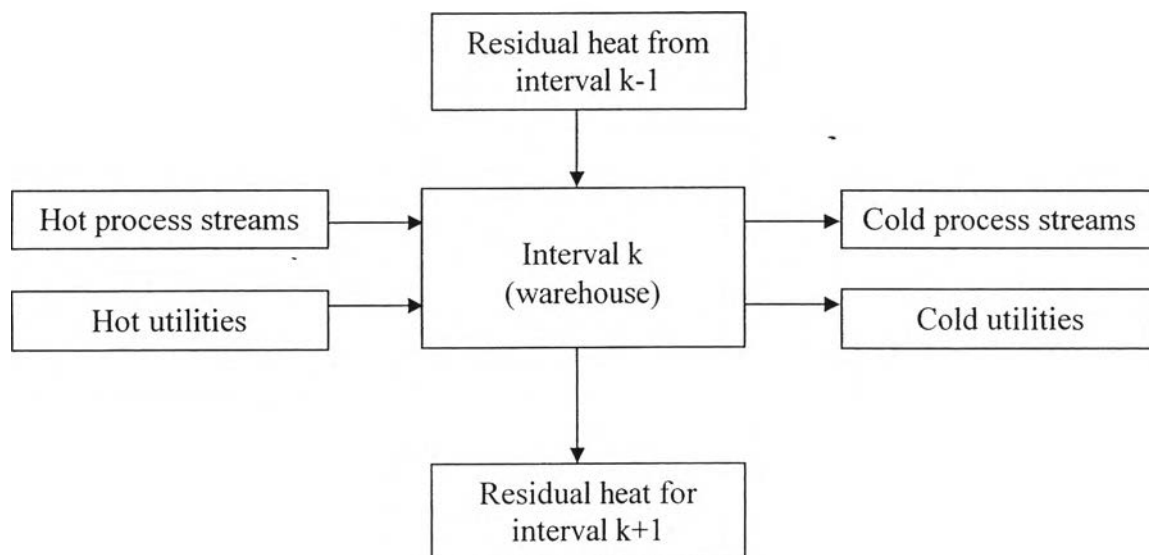 Residual heat from
interval k-1
Hot process streams
Hot utilities
Interval k
(warehouse)
Cold process streams
Cold utilities
Residual heat for
interval k+1